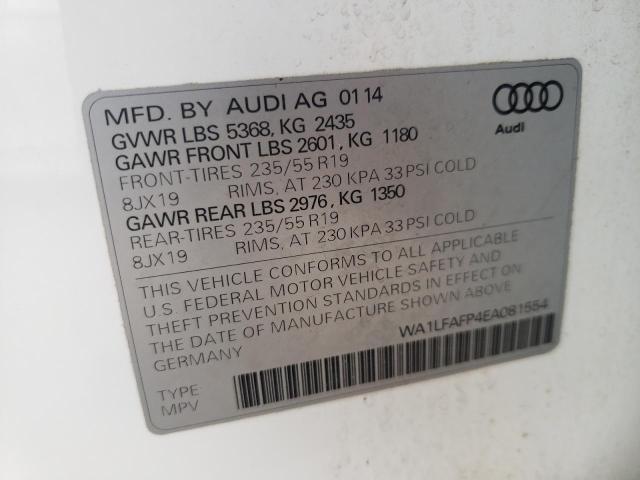 MFD. BY AUDI AG 01 14
GVWR LBS 5368, KG 2435
GAWR FRONT LBS 2601, KG 1180
FRONT-TIRES 235/55 R19
8JX19 RIMS, AT 230 KPA 33 PSI COLD
GAWR REAR LBS 2976, KG 1350
REAR-TIRES 235/55 R19
8JX19 RIMS, AT 230 KPA 33 PSI COLD
Audi
THIS VEHICLE CONFORMS TO ALL APPLICABLE
U.S. FEDERAL MOTOR VEHICLE SAFETY AND
THEFT PREVENTION STANDARDS IN EFFECT ON
THE DATE OF MANUFACTURE SHOWN ABOVE
GERMANY
WA1LFAFP4EA081554
TYPE
MPV